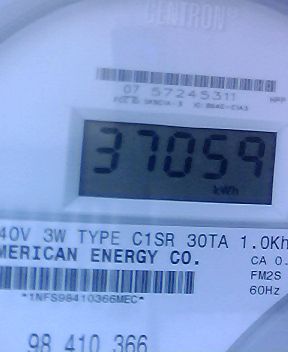 CENTRON
07 57245311
37059
kWh
40V 3W TYPE C1SR 30TA 1.0Kh
MERICAN ENERGY CO.
CA 0.
FM2S
60Hz
*1NFS98410366MEC*
98 410 366